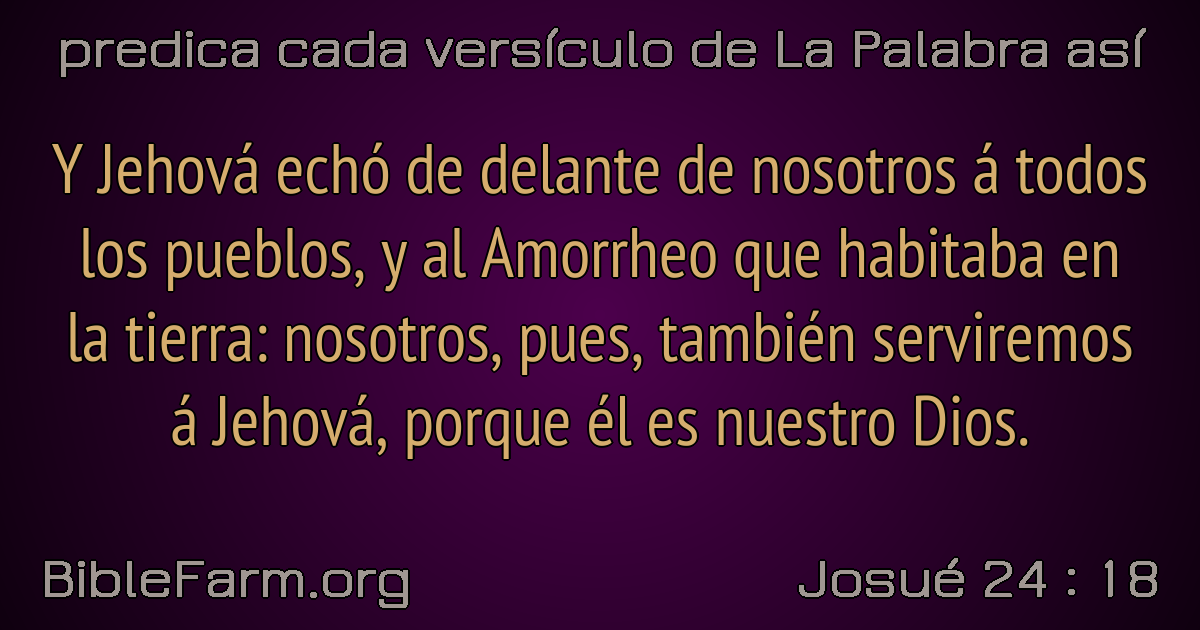 predica cada versículo de La Palabra así
Y Jehová echó de delante de nosotros á todos
los pueblos, y al Amorrheo que habitaba en
la tierra: nosotros, pues, también serviremos
á Jehová, porque él es nuestro Dios.
BibleFarm.org
Josué 24 : 18